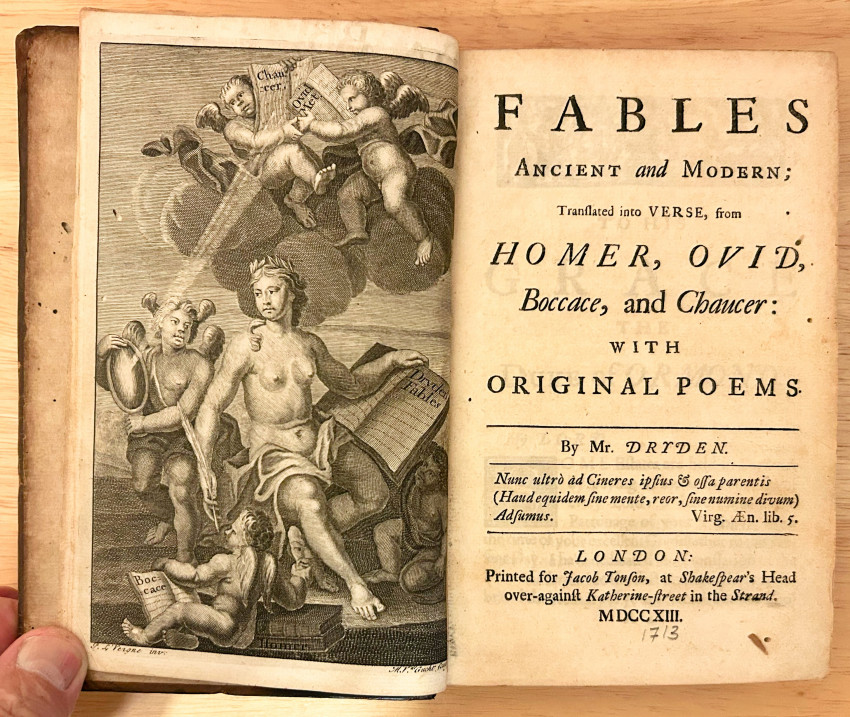 Chau-
cer.
Ovid
Met
Dryden
Fables
Boc-
cace
Homer
inv.
FABLES
ANCIENT and MODERN;
Tranſlated into VERSE, from
HOMER, OVID,
Boccace, and Chaucer:
WITH
ORIGINAL POEMS.
By Mr. DRYDEN.
Nunc ultrò ad Cineres ipſius & oſſa parentis
(Haud equidem ſine mente, reor, ſine numine divum)
Adſumus. Virg. Æn. lib. 5.
LONDON:
Printed for Jacob Tonſon, at Shakeſpear's Head
over-againſt Katherine-ſtreet in the Strand.
MDCCXIII.
1713